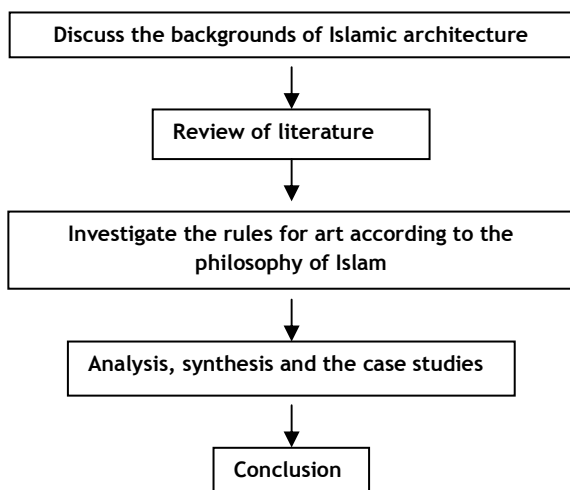 Discuss the backgrounds of Islamic architecture
Review of literature
Investigate the rules for art according to the
philosophy of Islam
Analysis, synthesis and the case studies
Conclusion